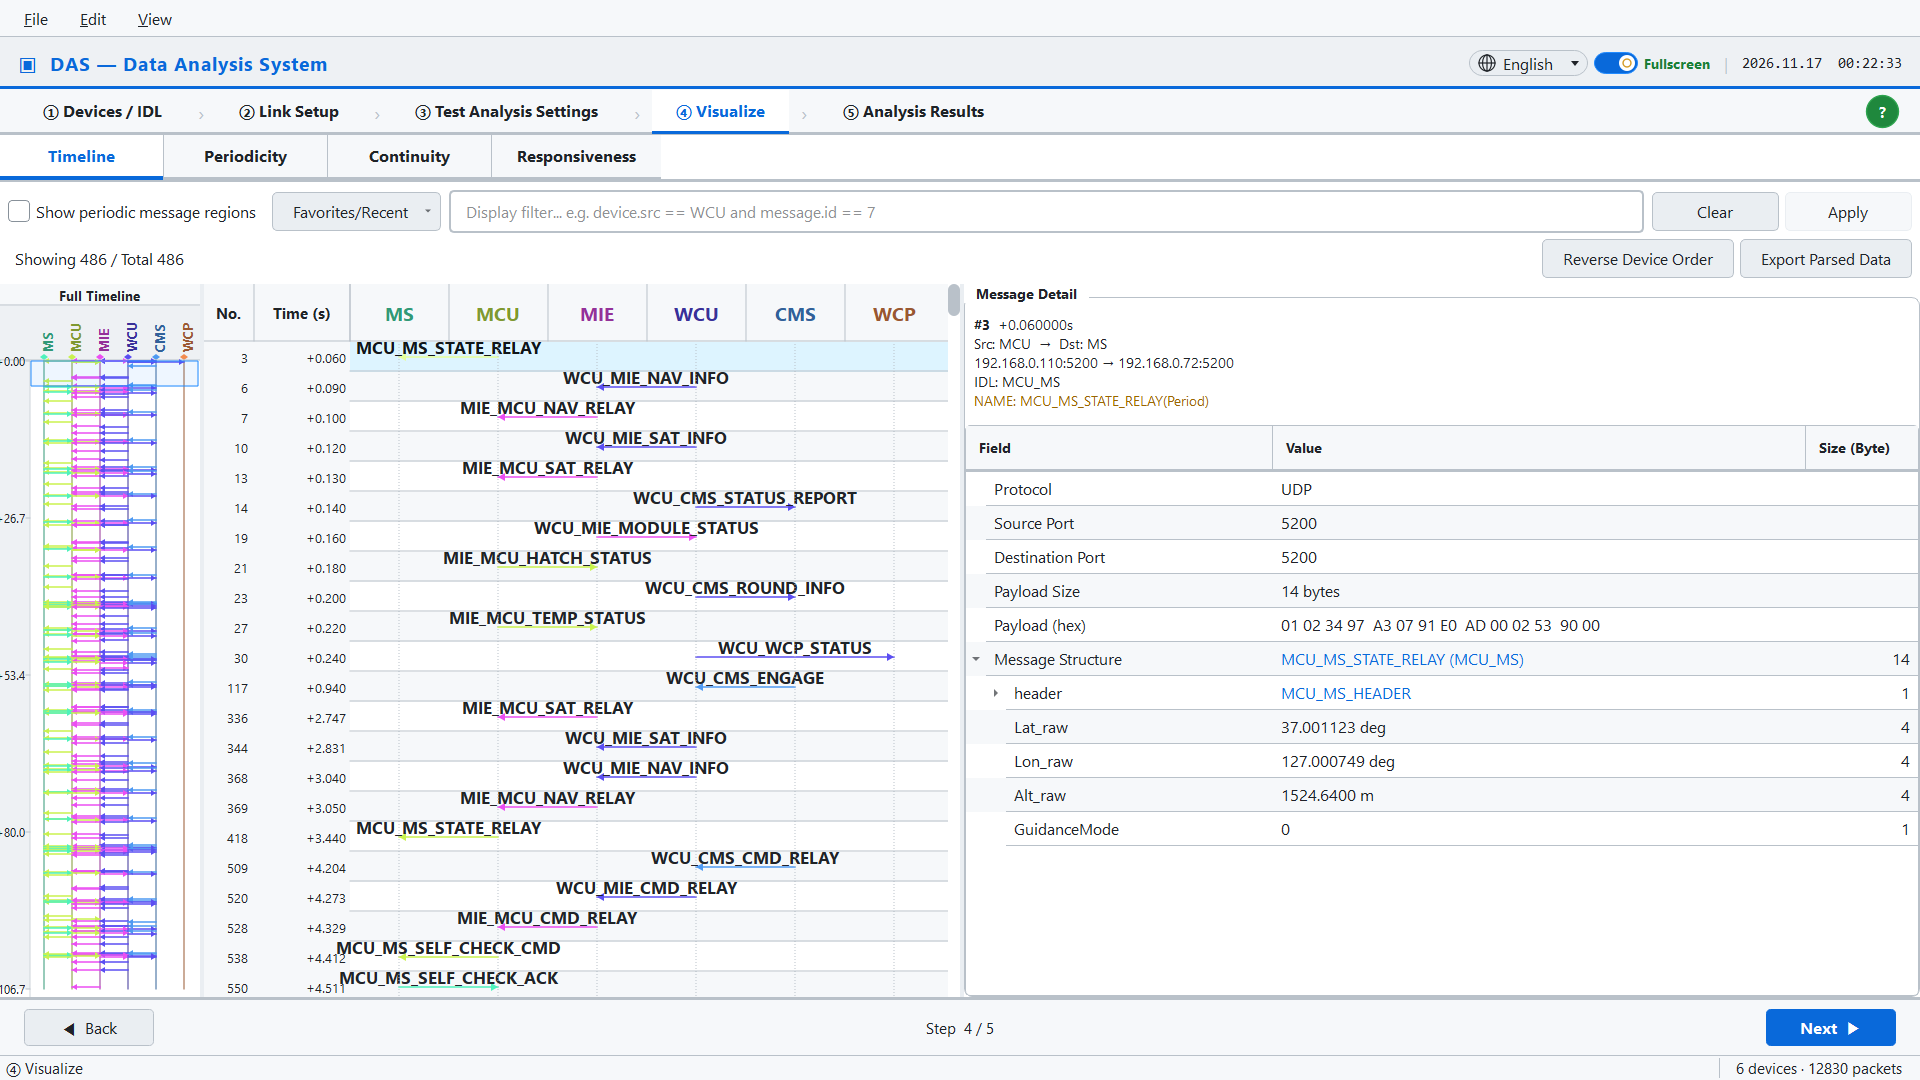 File Edit View
DAS — Data Analysis System
English Fullscreen 2026.11.17 00:22:33
① Devices / IDL › ② Link Setup › ③ Test Analysis Settings › ④ Visualize › ⑤ Analysis Results ?
Timeline Periodicity Continuity Responsiveness
Show periodic message regions Favorites/Recent Display filter... e.g. device.src == WCU and message.id == 7 Clear Apply
Showing 486 / Total 486 Reverse Device Order Export Parsed Data
Full Timeline
MS MCU MIE WCU CMS WCP
+0.00
26.7
53.4
80.0
106.7
No. Time (s) MS MCU MIE WCU CMS WCP
3 +0.060 MCU_MS_STATE_RELAY
6 +0.090 WCU_MIE_NAV_INFO
7 +0.100 MIE_MCU_NAV_RELAY
10 +0.120 WCU_MIE_SAT_INFO
13 +0.130 MIE_MCU_SAT_RELAY
14 +0.140 WCU_CMS_STATUS_REPORT
19 +0.160 WCU_MIE_MODULE_STATUS
21 +0.180 MIE_MCU_HATCH_STATUS
23 +0.200 WCU_CMS_ROUND_INFO
27 +0.220 MIE_MCU_TEMP_STATUS
30 +0.240 WCU_WCP_STATUS
117 +0.940 WCU_CMS_ENGAGE
336 +2.747 MIE_MCU_SAT_RELAY
344 +2.831 WCU_MIE_SAT_INFO
368 +3.040 WCU_MIE_NAV_INFO
369 +3.050 MIE_MCU_NAV_RELAY
418 +3.440 MCU_MS_STATE_RELAY
509 +4.204 WCU_CMS_CMD_RELAY
520 +4.273 WCU_MIE_CMD_RELAY
528 +4.329 MIE_MCU_CMD_RELAY
538 +4.412 MCU_MS_SELF_CHECK_CMD
550 +4.511 MCU_MS_SELF_CHECK_ACK
Message Detail
#3 +0.060000s
Src: MCU → Dst: MS
192.168.0.110:5200 → 192.168.0.72:5200
IDL: MCU_MS
NAME: MCU_MS_STATE_RELAY(Period)
Field Value Size (Byte)
Protocol UDP
Source Port 5200
Destination Port 5200
Payload Size 14 bytes
Payload (hex) 01 02 34 97 A3 07 91 E0 AD 00 02 53 90 00
Message Structure MCU_MS_STATE_RELAY (MCU_MS) 14
header MCU_MS_HEADER 1
Lat_raw 37.001123 deg 4
Lon_raw 127.000749 deg 4
Alt_raw 1524.6400 m 4
GuidanceMode 0 1
◀ Back Step 4 / 5 Next ▶
④ Visualize 6 devices · 12830 packets